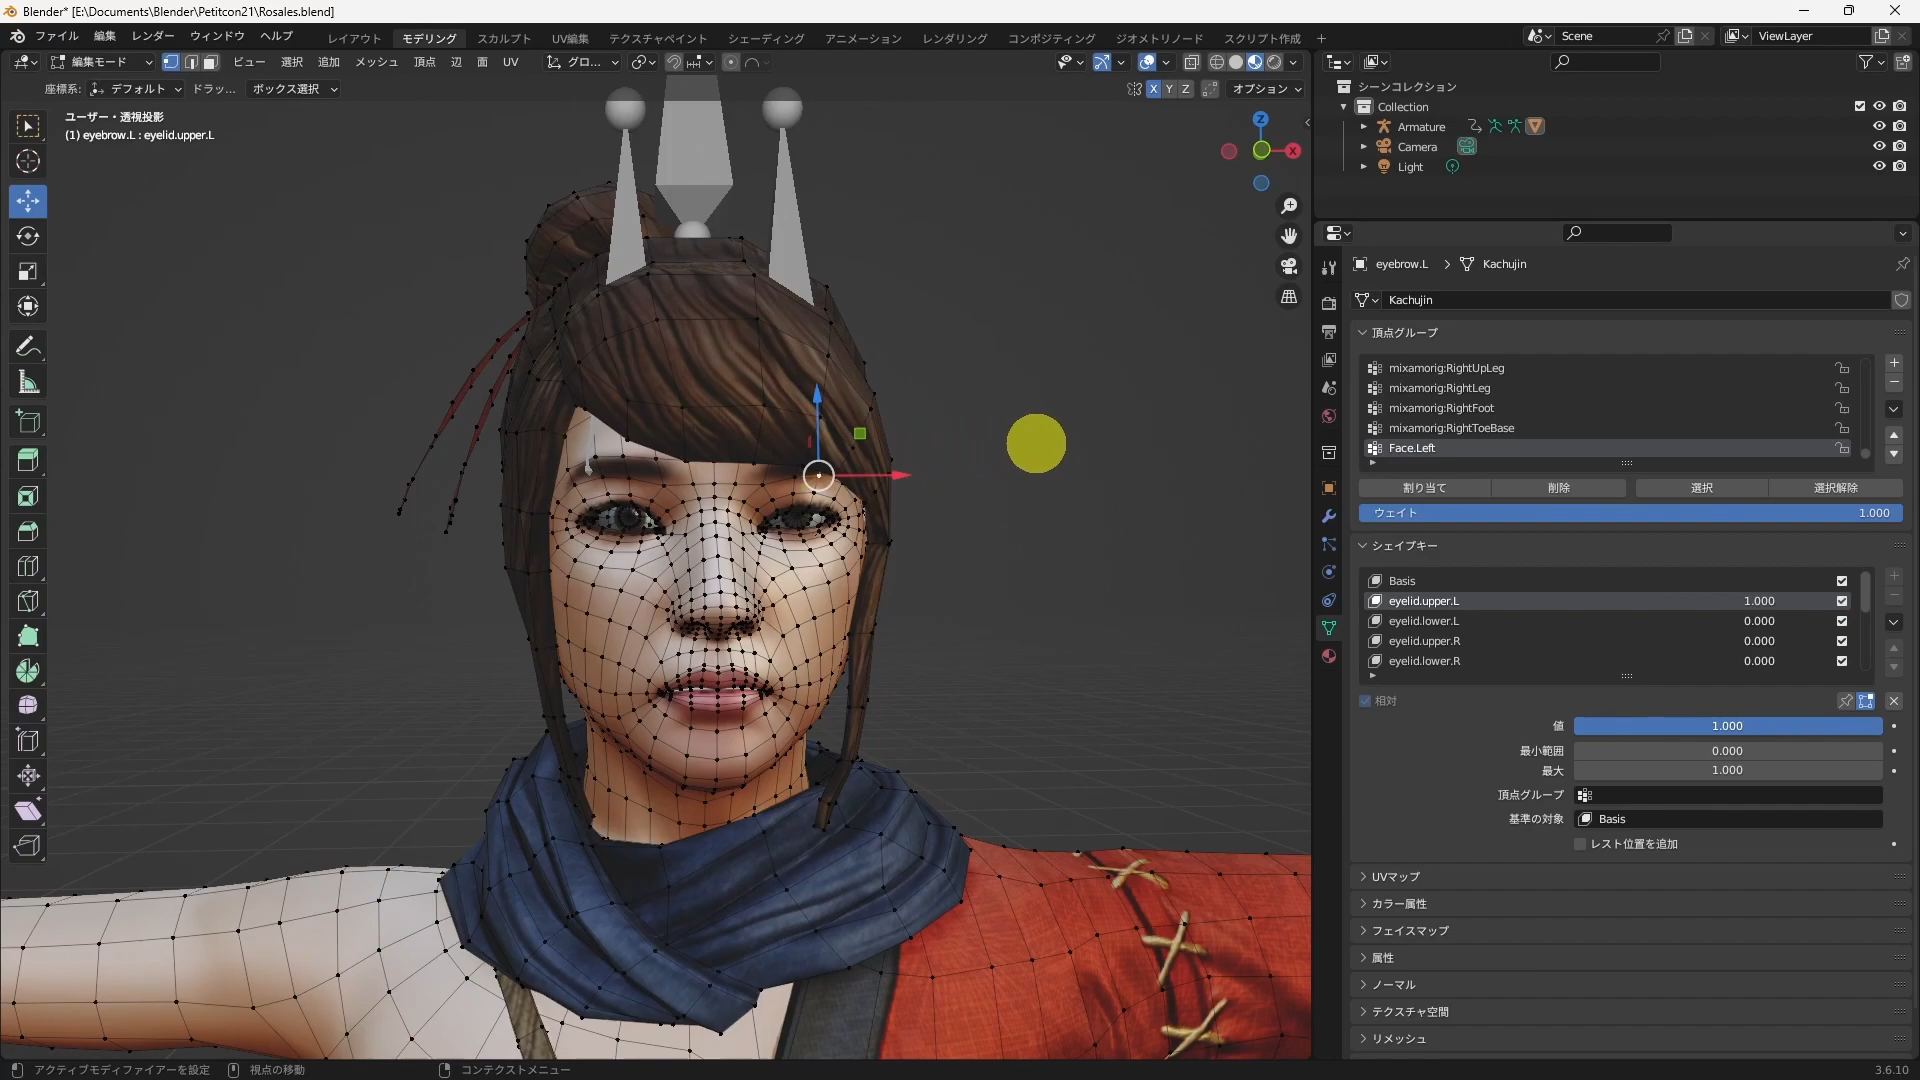 Blender* [E:\Documents\Blender\Petitcon21\Rosales.blend]
ファイル 編集 レンダー ウィンドウ ヘルプ レイアウト モデリング スカルプト UV編集 テクスチャペイント シェーディング アニメーション レンダリング コンポジティング ジオメトリノード スクリプト作成 + Scene ViewLayer
編集モード ビュー 選択 追加 メッシュ 頂点 辺 面 UV グロ...
座標系: デフォルト ドラッ... ボックス選択 X Y Z オプション
ユーザー・透視投影
(1) eyebrow.L : eyelid.upper.L
Z
X
シーンコレクション
Collection
Armature
Camera
Light
eyebrow.L > Kachujin
Kachujin
頂点グループ
mixamorig:RightUpLeg
mixamorig:RightLeg
mixamorig:RightFoot
mixamorig:RightToeBase
Face.Left
割り当て 削除 選択 選択解除
ウェイト 1.000
シェイプキー
Basis
eyelid.upper.L 1.000
eyelid.lower.L 0.000
eyelid.upper.R 0.000
eyelid.lower.R 0.000
相対
値 1.000
最小範囲 0.000
最大 1.000
頂点グループ
基準の対象 Basis
レスト位置を追加
UVマップ
カラー属性
フェイスマップ
属性
ノーマル
テクスチャ空間
リメッシュ
アクティブモディファイアーを設定 視点の移動 コンテクストメニュー 3.6.10